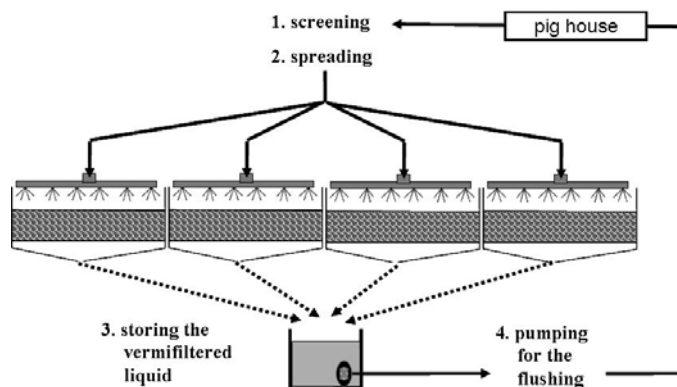 1. screening
pig house
2. spreading
3. storing the
vermifiltered
liquid
4. pumping
for the
flushing